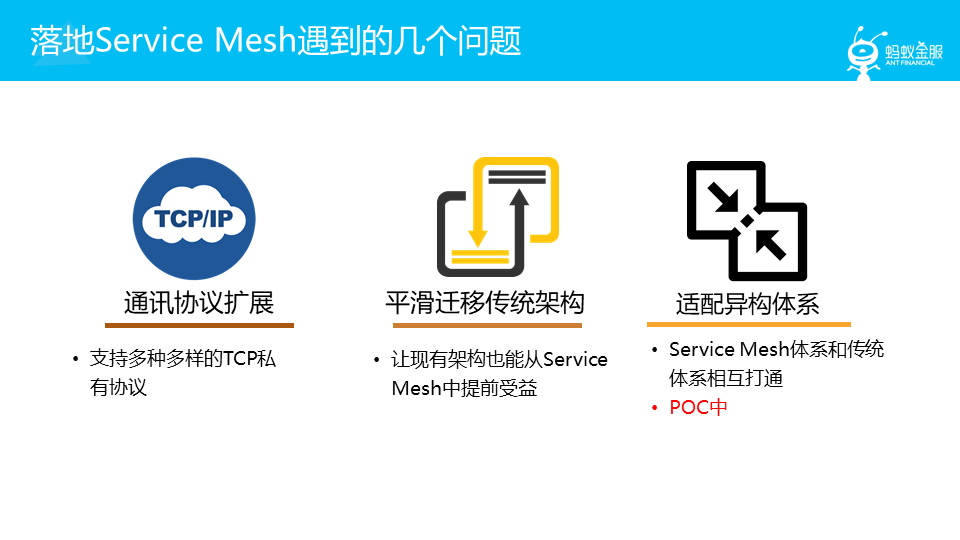 落地Service Mesh遇到的几个问题
蚂蚁金服
ANT FINANCIAL
TCP/IP
通讯协议扩展
• 支持多种多样的TCP私
有协议
平滑迁移传统架构
• 让现有架构也能从Service
Mesh中提前受益
适配异构体系
• Service Mesh体系和传统
体系相互打通
• POC中